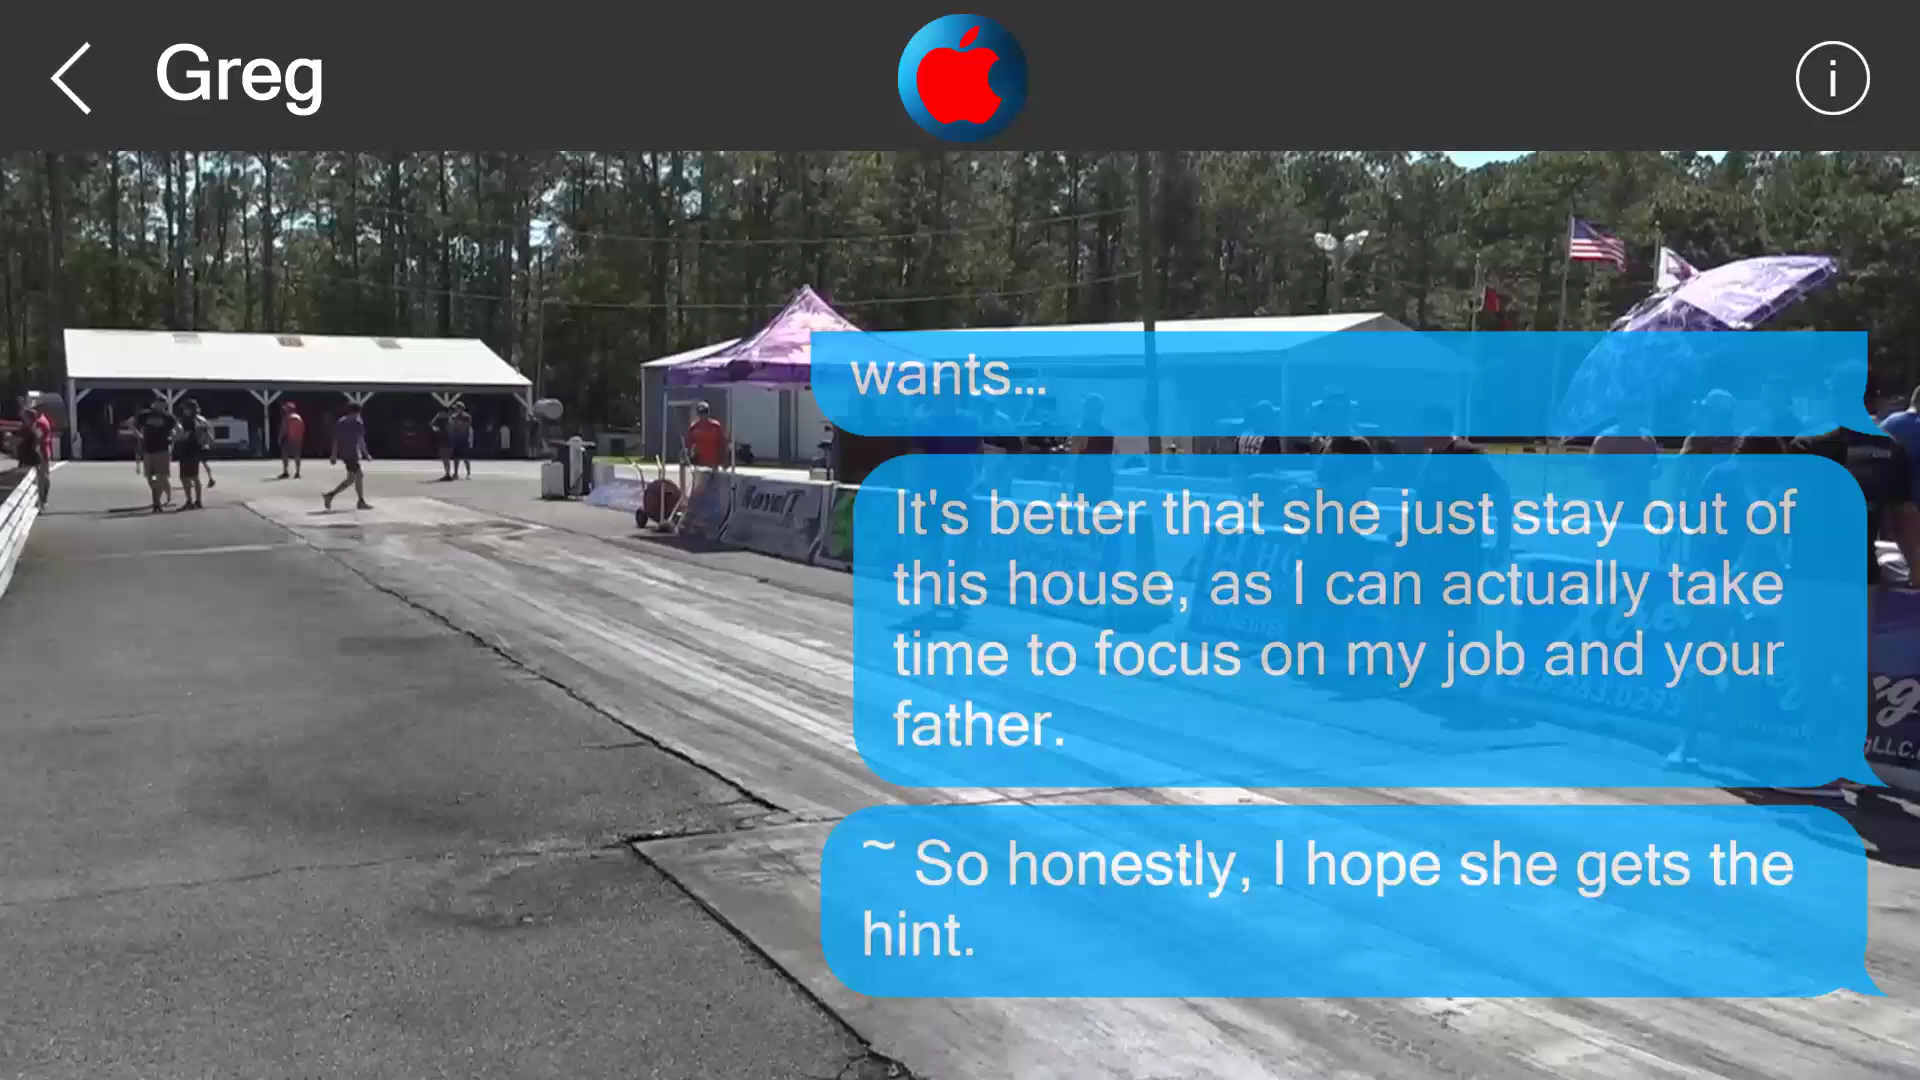 Greg
i
wants...
It's better that she just stay out of
this house, as I can actually take
time to focus on my job and your
father.
~ So honestly, I hope she gets the
hint.
RoyalT